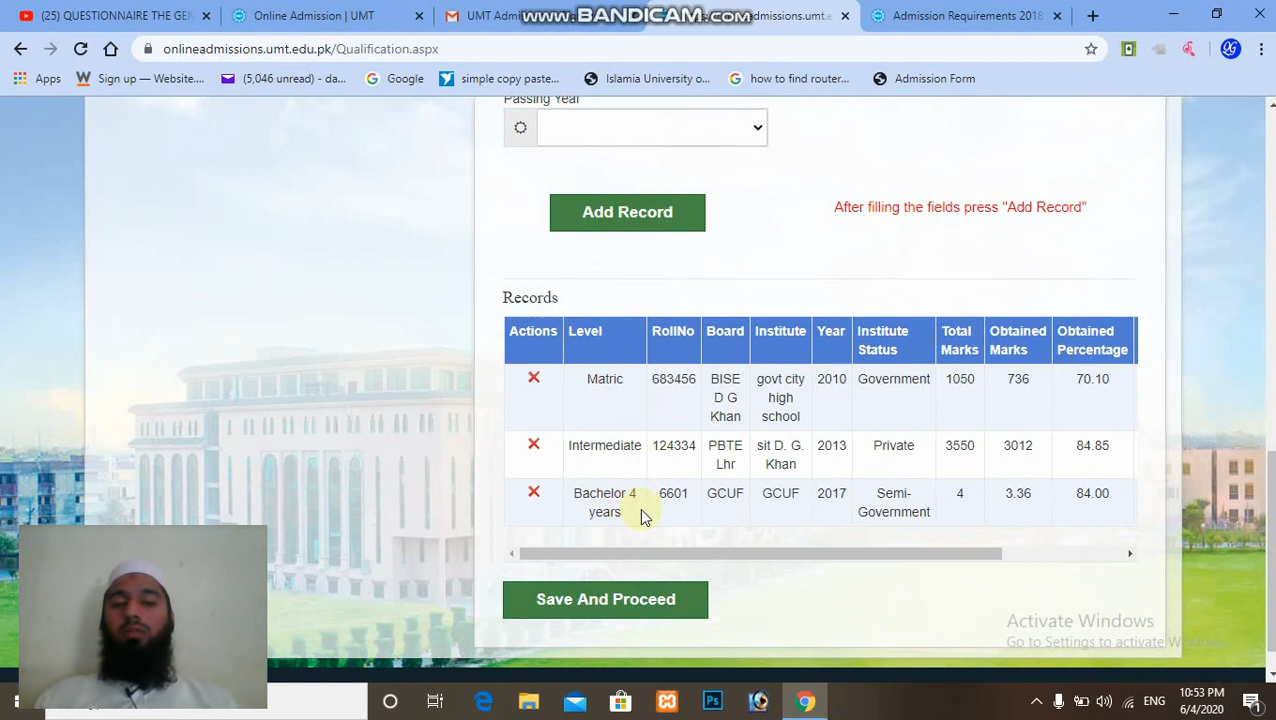 (25) QUESTIONNAIRE THE GEN
Online Admission | UMT
UMT Adm
www.BANDICAM.com
admissions.umt.e
Admission Requirements 2018
onlineadmissions.umt.edu.pk/Qualification.aspx
Apps
Sign up — Website....
(5,046 unread) - da...
Google
simple copy paste...
Islamia University o...
how to find router...
Admission Form
Passing Year
Add Record
After filling the fields press "Add Record"
Records
Actions Level RollNo Board Institute Year Institute Status Total Marks Obtained Marks Obtained Percentage
Matric 683456 BISE D G Khan govt city high school 2010 Government 1050 736 70.10
Intermediate 124334 PBTE Lhr sit D. G. Khan 2013 Private 3550 3012 84.85
Bachelor 4 years 6601 GCUF GCUF 2017 Semi-Government 4 3.36 84.00
Save And Proceed
Activate Windows
Go to Settings to activate Windows.
ENG
10:53 PM
6/4/2020